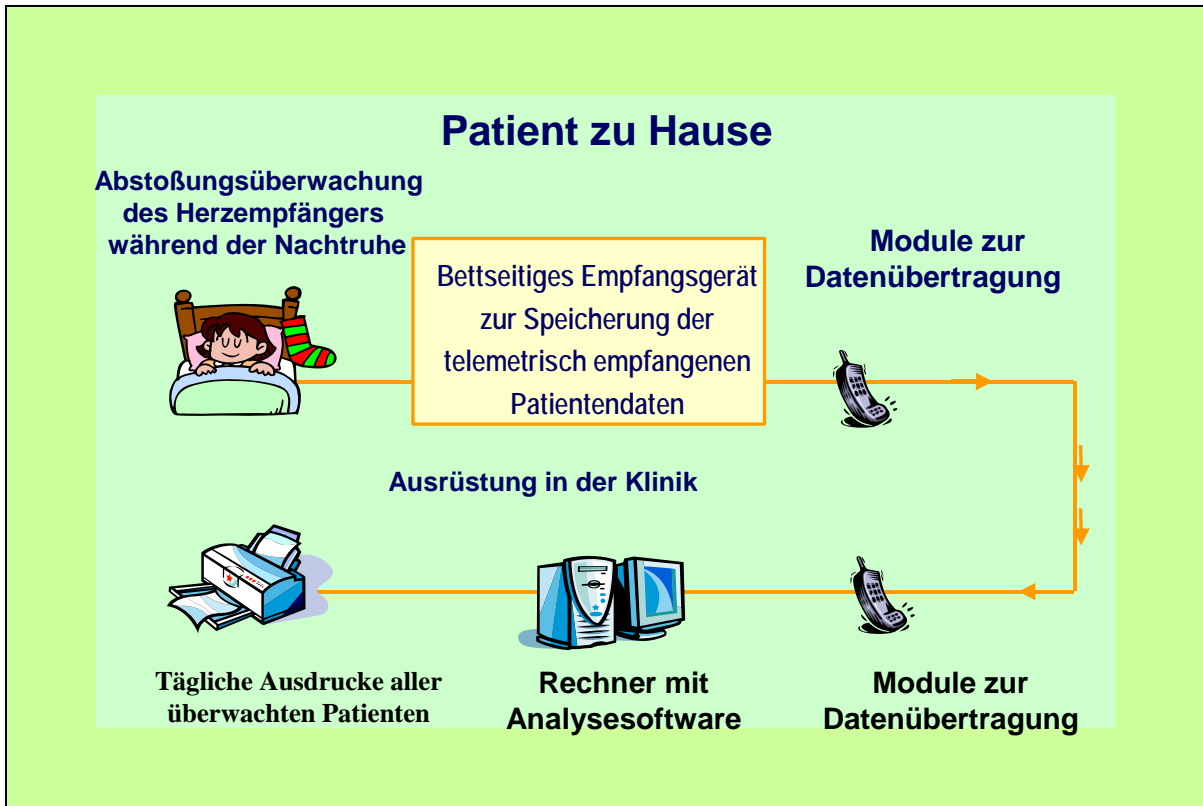 Patient zu Hause
Abstoßungsüberwachung
des Herzempfängers
während der Nachtruhe
Bettseitiges Empfangsgerät
zur Speicherung der
telemetrisch empfangenen
Patientendaten
Module zur
Datenübertragung
Ausrüstung in der Klinik
Tägliche Ausdrucke aller
überwachten Patienten
Rechner mit
Analysesoftware
Module zur
Datenübertragung